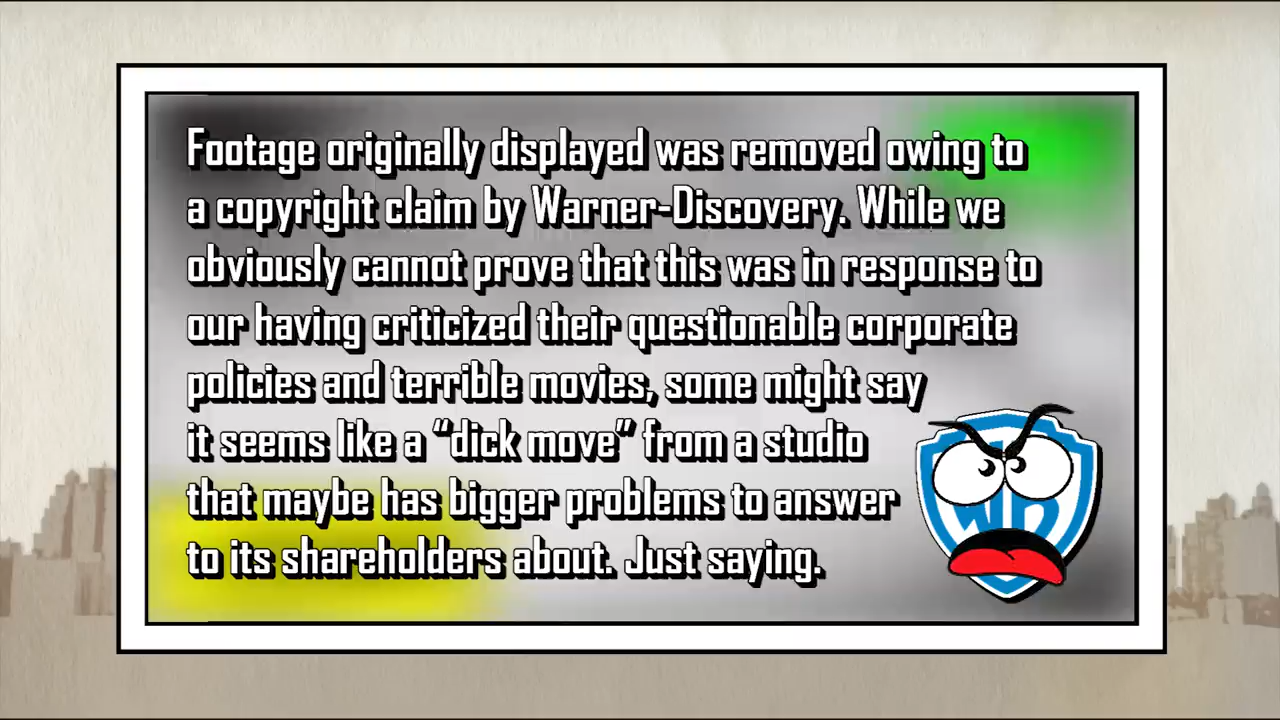 Footage originally displayed was removed owing to
a copyright claim by Warner-Discovery. While we
obviously cannot prove that this was in response to
our having criticized their questionable corporate
policies and terrible movies, some might say
it seems like a “dick move” from a studio
that maybe has bigger problems to answer
to its shareholders about. Just saying.